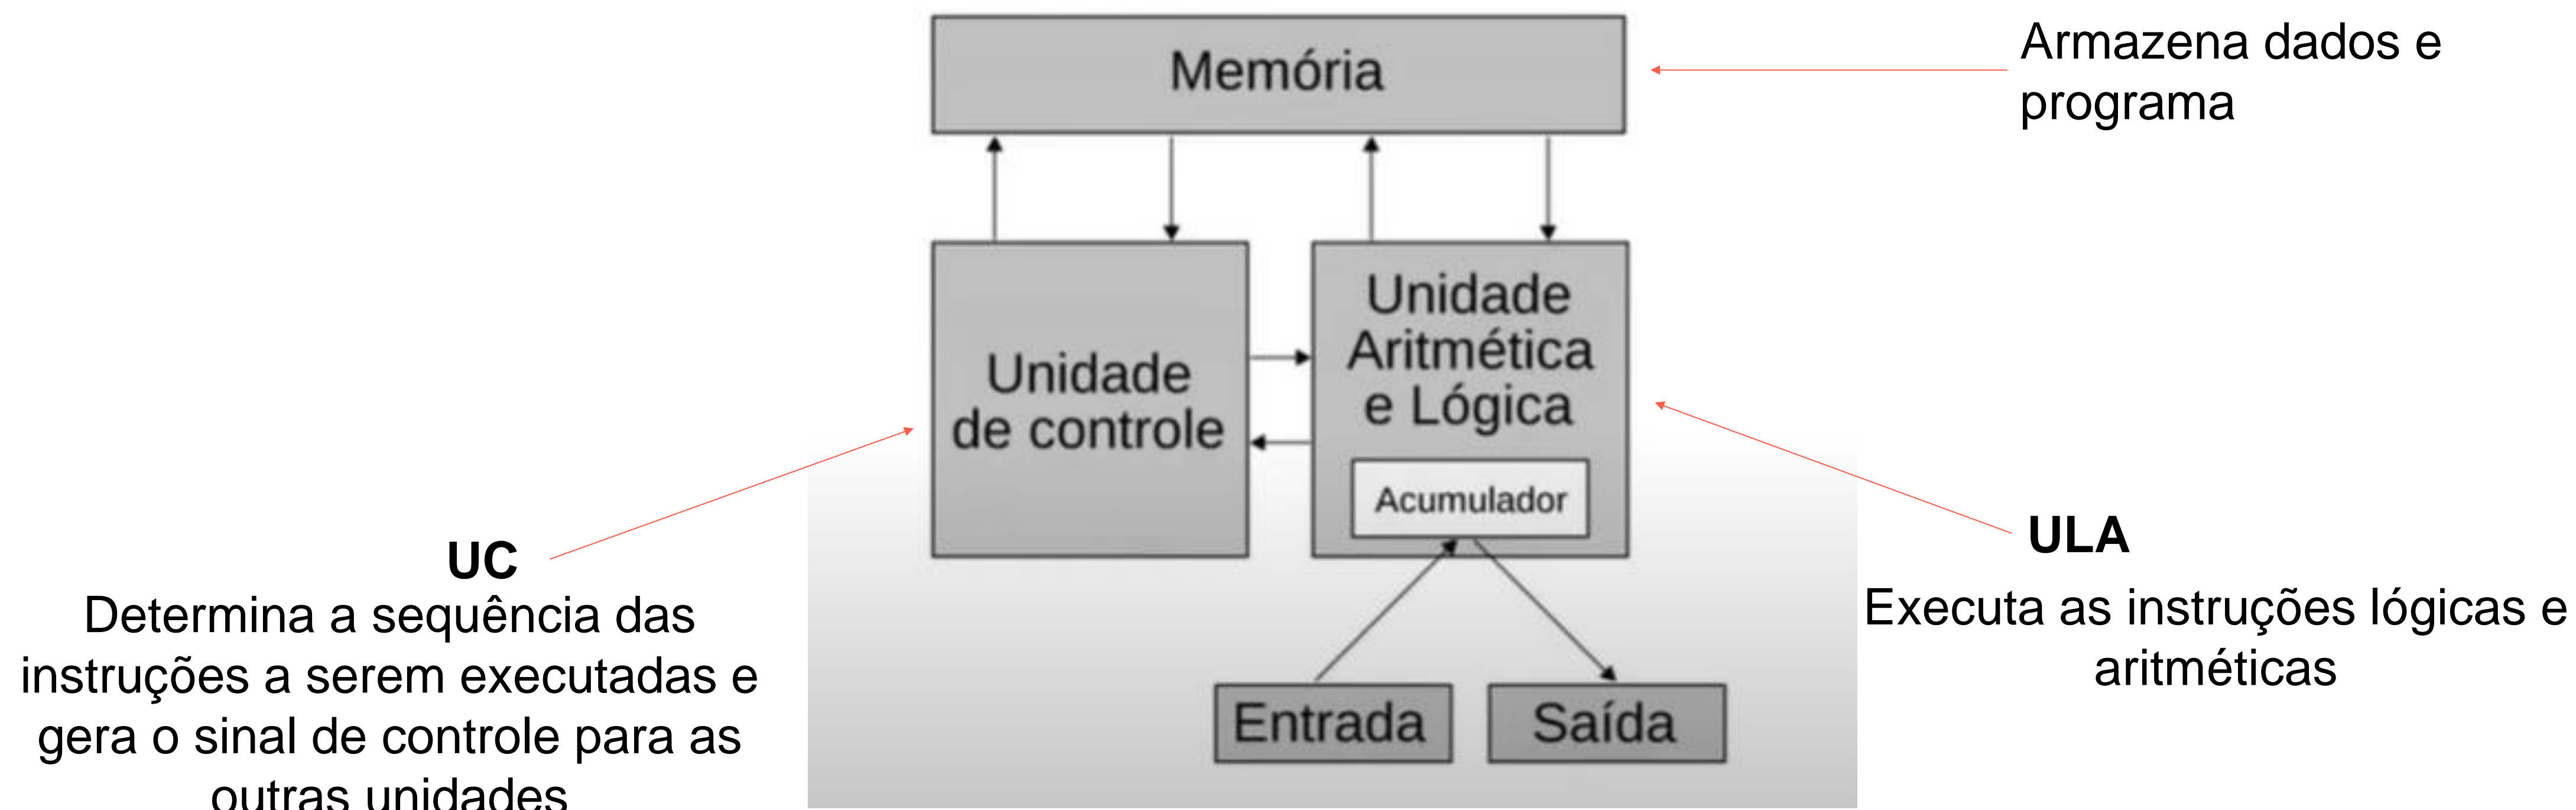 Memória
Armazena dados e
programa
Unidade
de controle
Unidade
Aritmética
e Lógica
Acumulador
Entrada
Saída
UC
Determina a sequência das
instruções a serem executadas e
gera o sinal de controle para as
outras unidades
ULA
Executa as instruções lógicas e
aritméticas